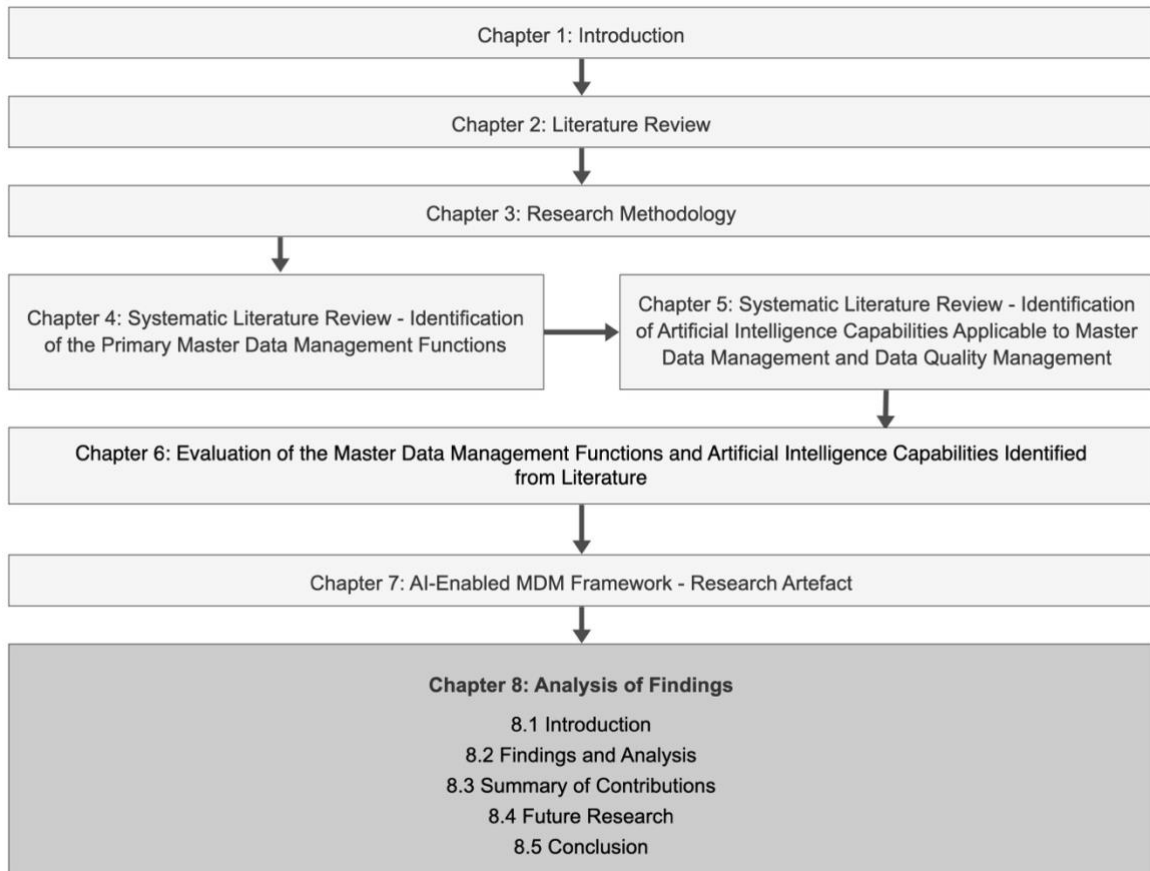 Chapter 1: Introduction
Chapter 2: Literature Review
Chapter 3: Research Methodology
Chapter 4: Systematic Literature Review - Identification
of the Primary Master Data Management Functions
Chapter 5: Systematic Literature Review - Identification
of Artificial Intelligence Capabilities Applicable to Master
Data Management and Data Quality Management
Chapter 6: Evaluation of the Master Data Management Functions and Artificial Intelligence Capabilities Identified
from Literature
Chapter 7: AI-Enabled MDM Framework - Research Artefact
Chapter 8: Analysis of Findings
8.1 Introduction
8.2 Findings and Analysis
8.3 Summary of Contributions
8.4 Future Research
8.5 Conclusion